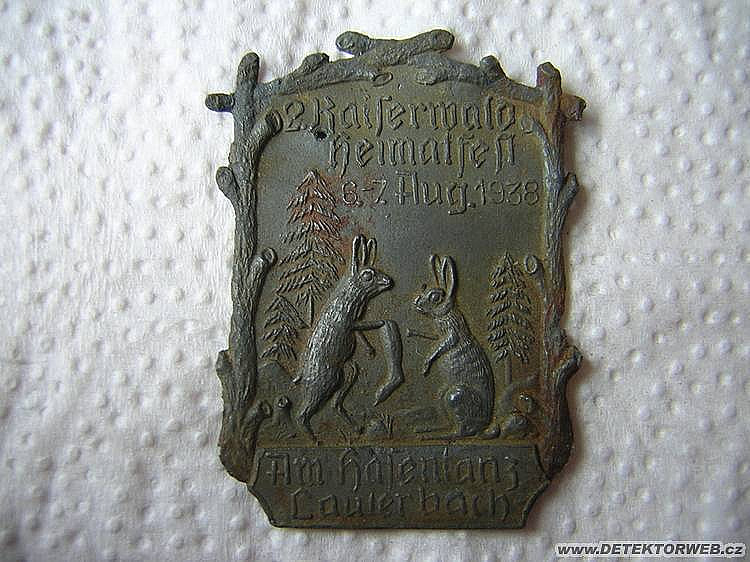 2. Kaiserwald
Heimatfest
6.-7. Aug. 1938
Am Hasentanz
Lauterbach
www.DETEKTORWEB.cz